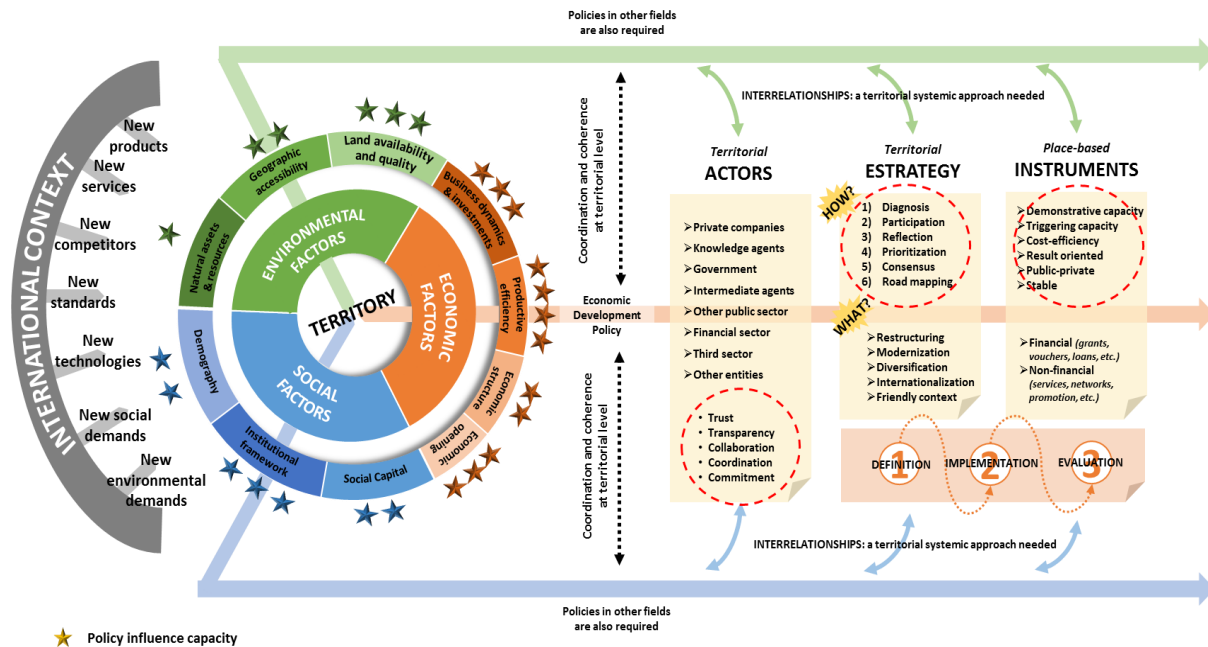 Policies in other fields
are also required
INTERNATIONAL CONTEXT
New
products
New
services
New
competitors
New
standards
New
technologies
New social
demands
New
environmental
demands
TERRITORY
ENVIRONMENTAL
FACTORS
ECONOMIC
FACTORS
SOCIAL
FACTORS
Natural assets
& resources
Geographic
accessibility
Land availability
and quality
Business dynamics
& investments
Productive
efficiency
Economic
structure
Economic
opening
Social Capital
Institutional
framework
Demography
Coordination and coherence
at territorial level
Economic
Development
Policy
Coordination and coherence
at territorial level
INTERRELATIONSHIPS: a territorial systemic approach needed
Territorial
ACTORS
➢Private companies
➢Knowledge agents
➢Government
➢Intermediate agents
➢Other public sector
➢Financial sector
➢Third sector
➢Other entities
• Trust
• Transparency
• Collaboration
• Coordination
• Commitment
Territorial
ESTRATEGY
HOW?
1) Diagnosis
2) Participation
3) Reflection
4) Prioritization
5) Consensus
6) Road mapping
WHAT?
➢Restructuring
➢Modernization
➢Diversification
➢Internationalization
➢Friendly context
Place-based
INSTRUMENTS
➢Demonstrative capacity
➢Triggering capacity
➢Cost-efficiency
➢Result oriented
➢Public-private
➢Stable
➢Financial (grants,
vouchers, loans, etc.)
➢Non-financial
(services, networks,
promotion, etc.)
1 DEFINITION
2 IMPLEMENTATION
3 EVALUATION
INTERRELATIONSHIPS: a territorial systemic approach needed
Policies in other fields
are also required
Policy influence capacity